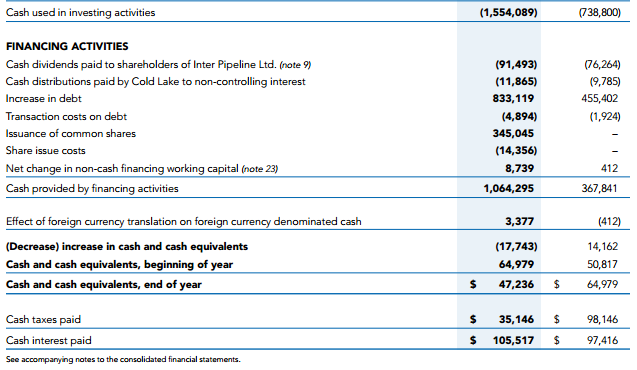 Cash used in investing activities (1,554,089) (738,800)
FINANCING ACTIVITIES
Cash dividends paid to shareholders of Inter Pipeline Ltd. (note 9) (91,493) (76,264)
Cash distributions paid by Cold Lake to non-controlling interest (11,865) (9,785)
Increase in debt 833,119 455,402
Transaction costs on debt (4,894) (1,924)
Issuance of common shares 345,045 –
Share issue costs (14,356) –
Net change in non-cash financing working capital (note 23) 8,739 412
Cash provided by financing activities 1,064,295 367,841
Effect of foreign currency translation on foreign currency denominated cash 3,377 (412)
(Decrease) increase in cash and cash equivalents (17,743) 14,162
Cash and cash equivalents, beginning of year 64,979 50,817
Cash and cash equivalents, end of year $ 47,236 $ 64,979
Cash taxes paid $ 35,146 $ 98,146
Cash interest paid $ 105,517 $ 97,416
See accompanying notes to the consolidated financial statements.